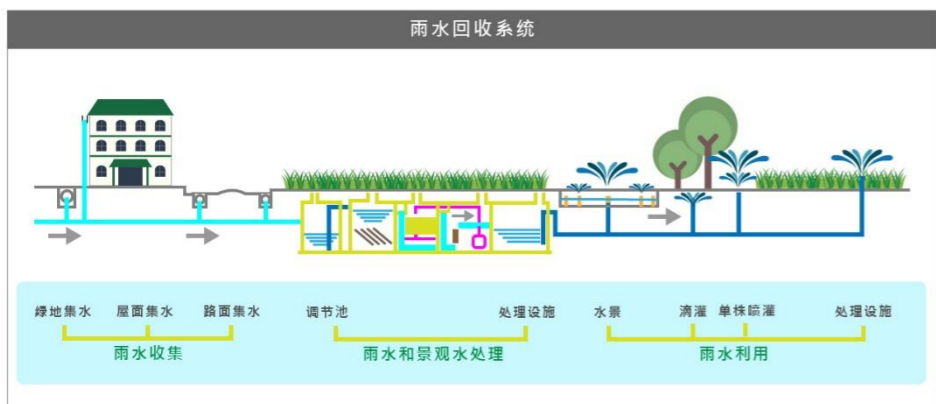 雨水回收系统
绿地集水 屋面集水 路面集水 调节池 处理设施 水景 滴灌 单株喷灌 处理设施
雨水收集 雨水和景观水处理 雨水利用